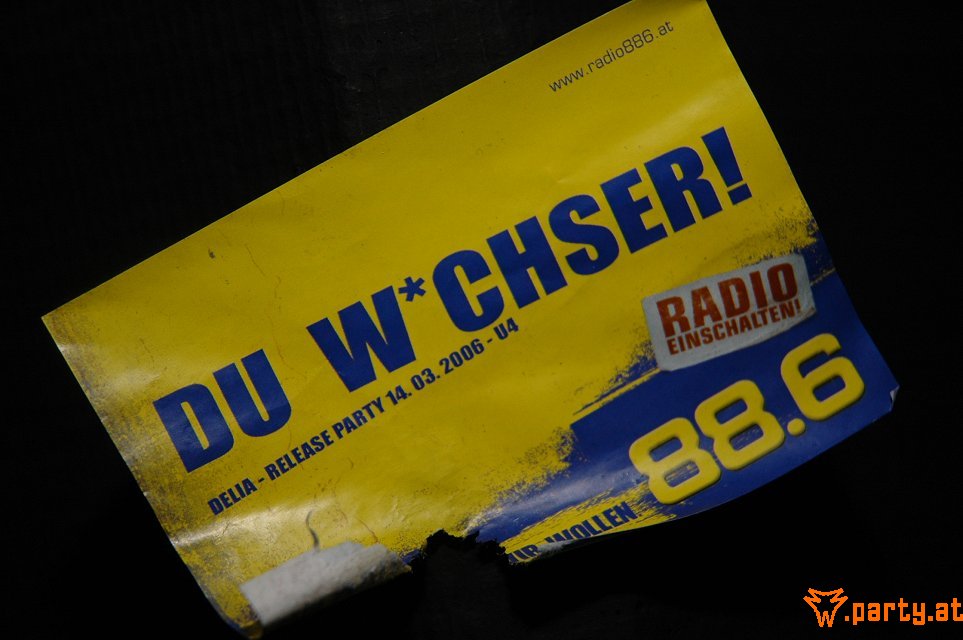 www.radio886.at
DU W*CHSER!
DELIA - RELEASE PARTY 14. 03. 2006 - U4
RADIO
EINSCHALTEN!
88.6
WOLLEN
.party.at